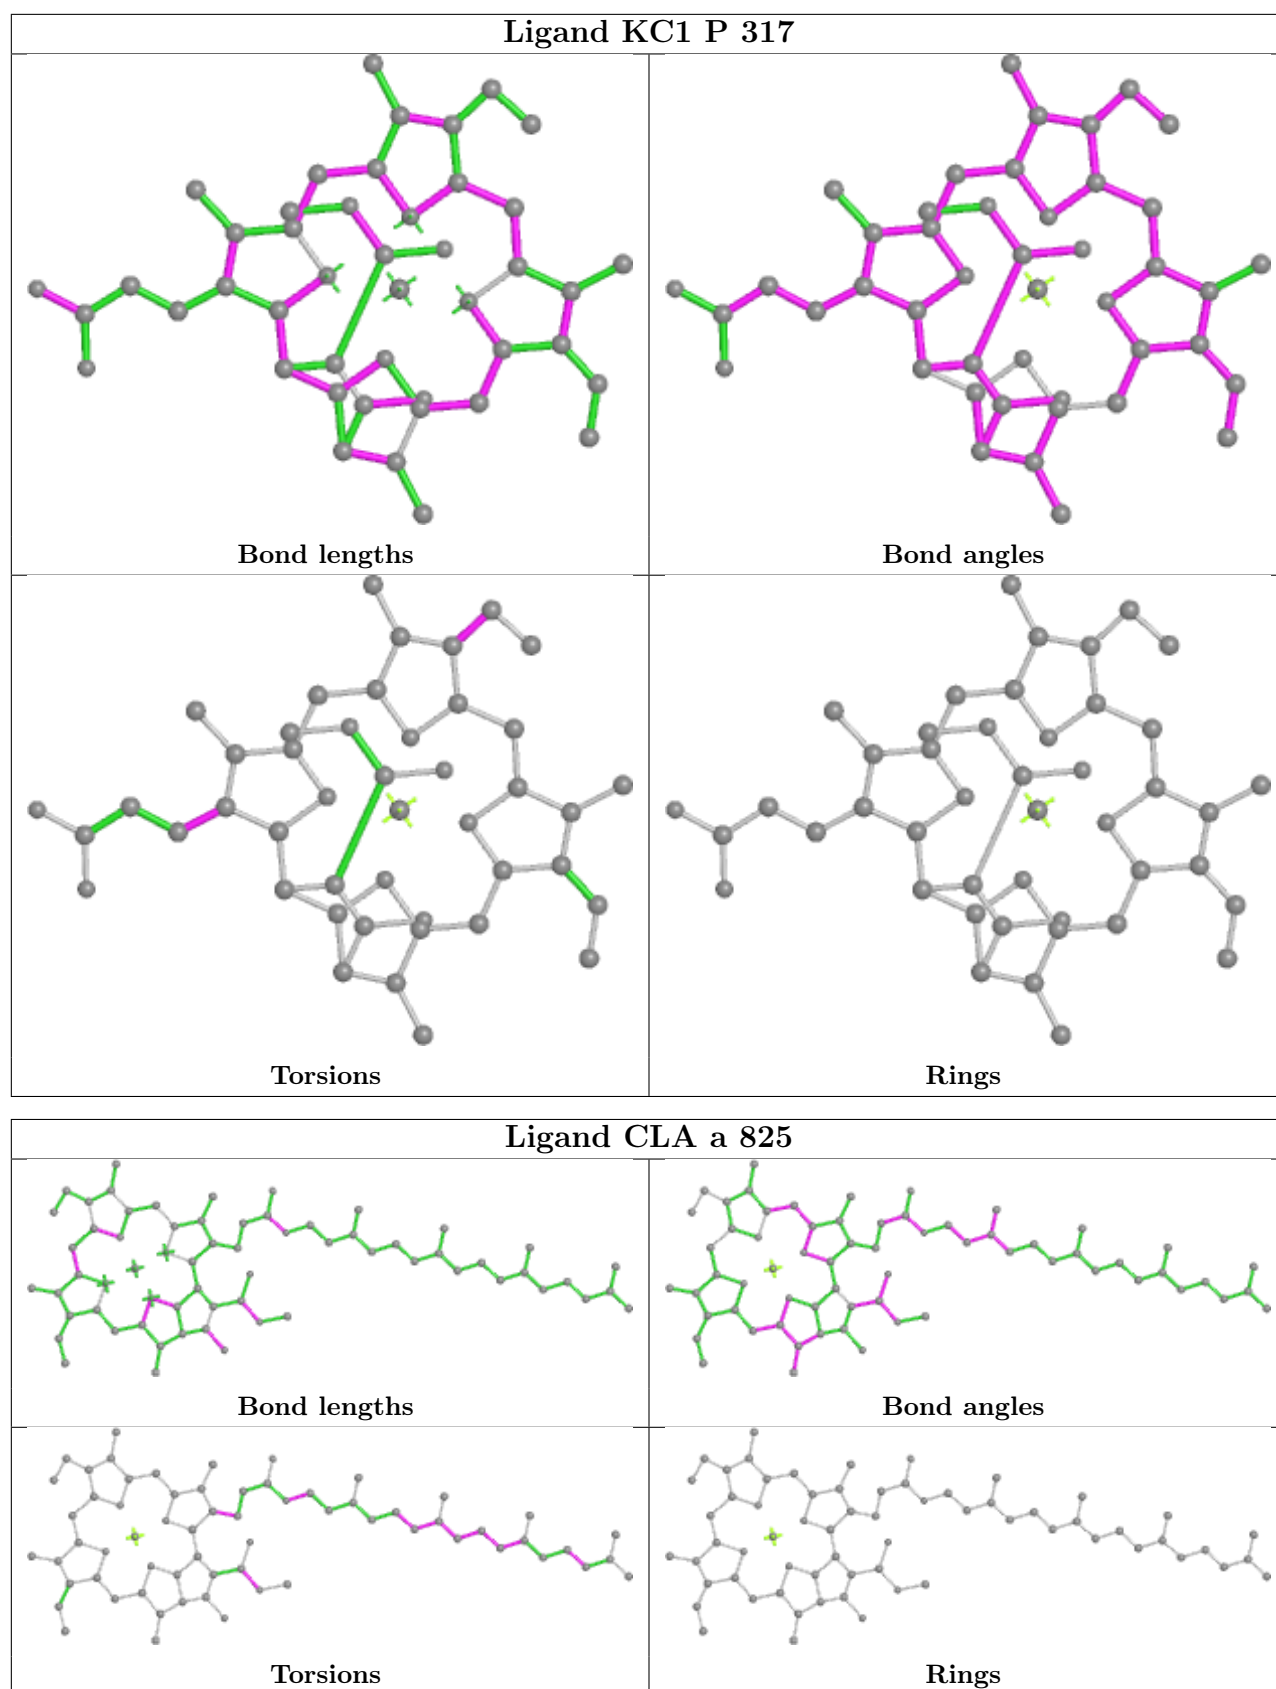 Ligand KC1 P 317
Bond lengths
Bond angles
Torsions
Rings
Ligand CLA a 825
Bond lengths
Bond angles
Torsions
Rings